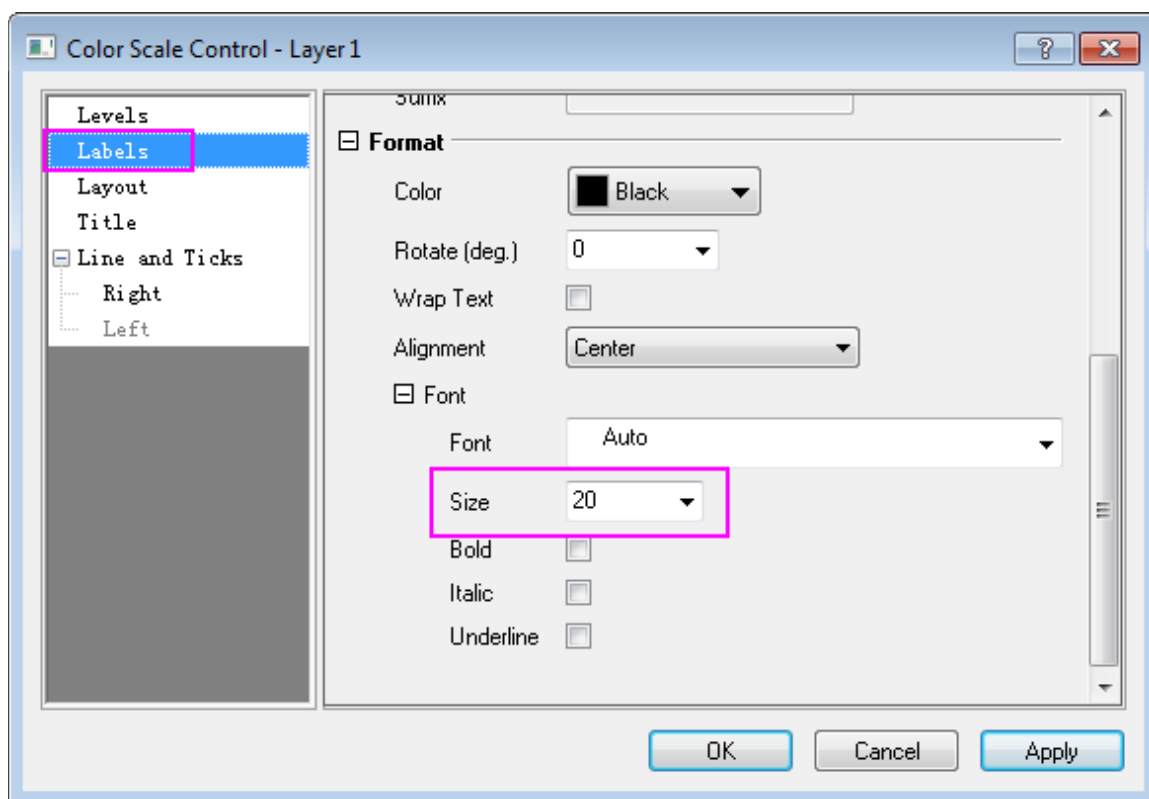 Color Scale Control - Layer 1
Levels
Labels
Layout
Title
Line and Ticks
Right
Left
Suffix
Format
Color Black
Rotate (deg.) 0
Wrap Text
Alignment Center
Font
Font Auto
Size 20
Bold
Italic
Underline
OK Cancel Apply